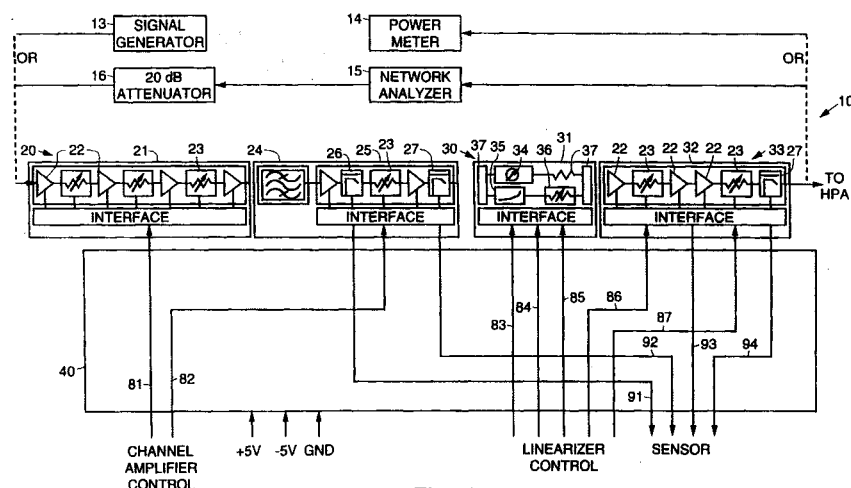 13 SIGNAL GENERATOR
14 POWER METER
OR
OR
16 20 dB ATTENUATOR
15 NETWORK ANALYZER
10
20 22 21 23 24 26 25 23 27 30 37 35 34 36 31 37 22 23 22 32 22 23 33 27
TO HPA
INTERFACE INTERFACE INTERFACE INTERFACE
40 81 82 83 84 85 86 87 92 93 94 91
+5V -5V GND
CHANNEL AMPLIFIER CONTROL
LINEARIZER CONTROL
SENSOR